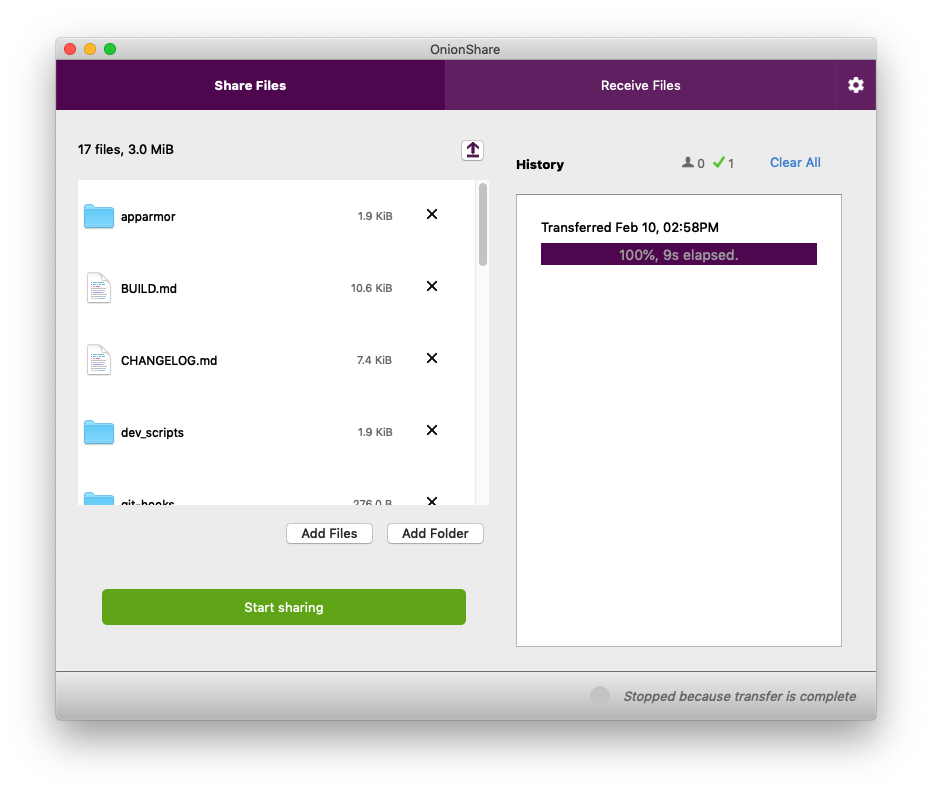 OnionShare
Share Files
Receive Files
17 files, 3.0 MiB
apparmor 1.9 KiB
BUILD.md 10.6 KiB
CHANGELOG.md 7.4 KiB
dev_scripts 1.9 KiB
git-hooks 276.0 B
Add Files
Add Folder
Start sharing
History 0 1 Clear All
Transferred Feb 10, 02:58PM
100%, 9s elapsed.
Stopped because transfer is complete